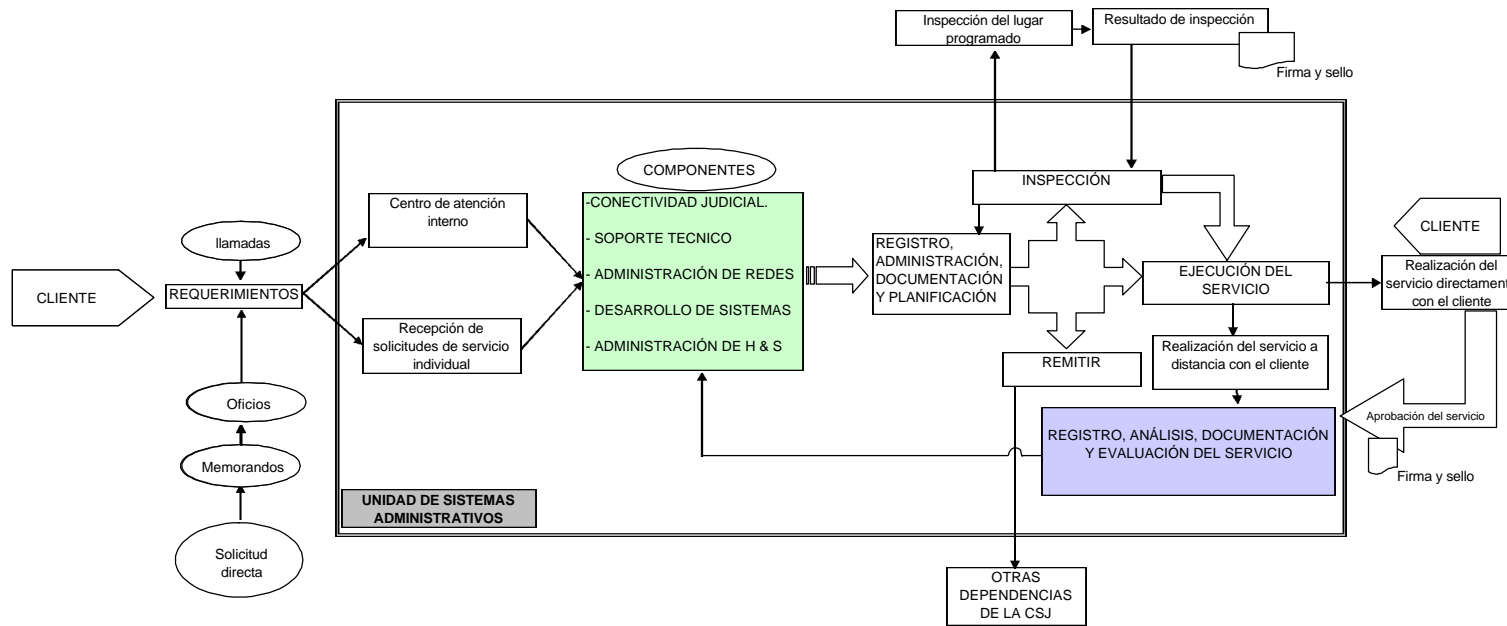 Inspección del lugar
programado
Resultado de inspección
Firma y sello
COMPONENTES
-CONECTIVIDAD JUDICIAL.
- SOPORTE TECNICO
- ADMINISTRACIÓN DE REDES
- DESARROLLO DE SISTEMAS
- ADMINISTRACIÓN DE H & S
INSPECCIÓN
Centro de atención
interno
llamadas
CLIENTE
REQUERIMIENTOS
REGISTRO,
ADMINISTRACIÓN,
DOCUMENTACIÓN
Y PLANIFICACIÓN
EJECUCIÓN DEL
SERVICIO
CLIENTE
Realización del
servicio directament
con el cliente
Recepción de
solicitudes de servicio
individual
REMITIR
Realización del servicio a
distancia con el cliente
Oficios
Aprobación del servicio
REGISTRO, ANÁLISIS, DOCUMENTACIÓN
Y EVALUACIÓN DEL SERVICIO
Memorandos
Firma y sello
UNIDAD DE SISTEMAS
ADMINISTRATIVOS
Solicitud
directa
OTRAS
DEPENDENCIAS
DE LA CSJ